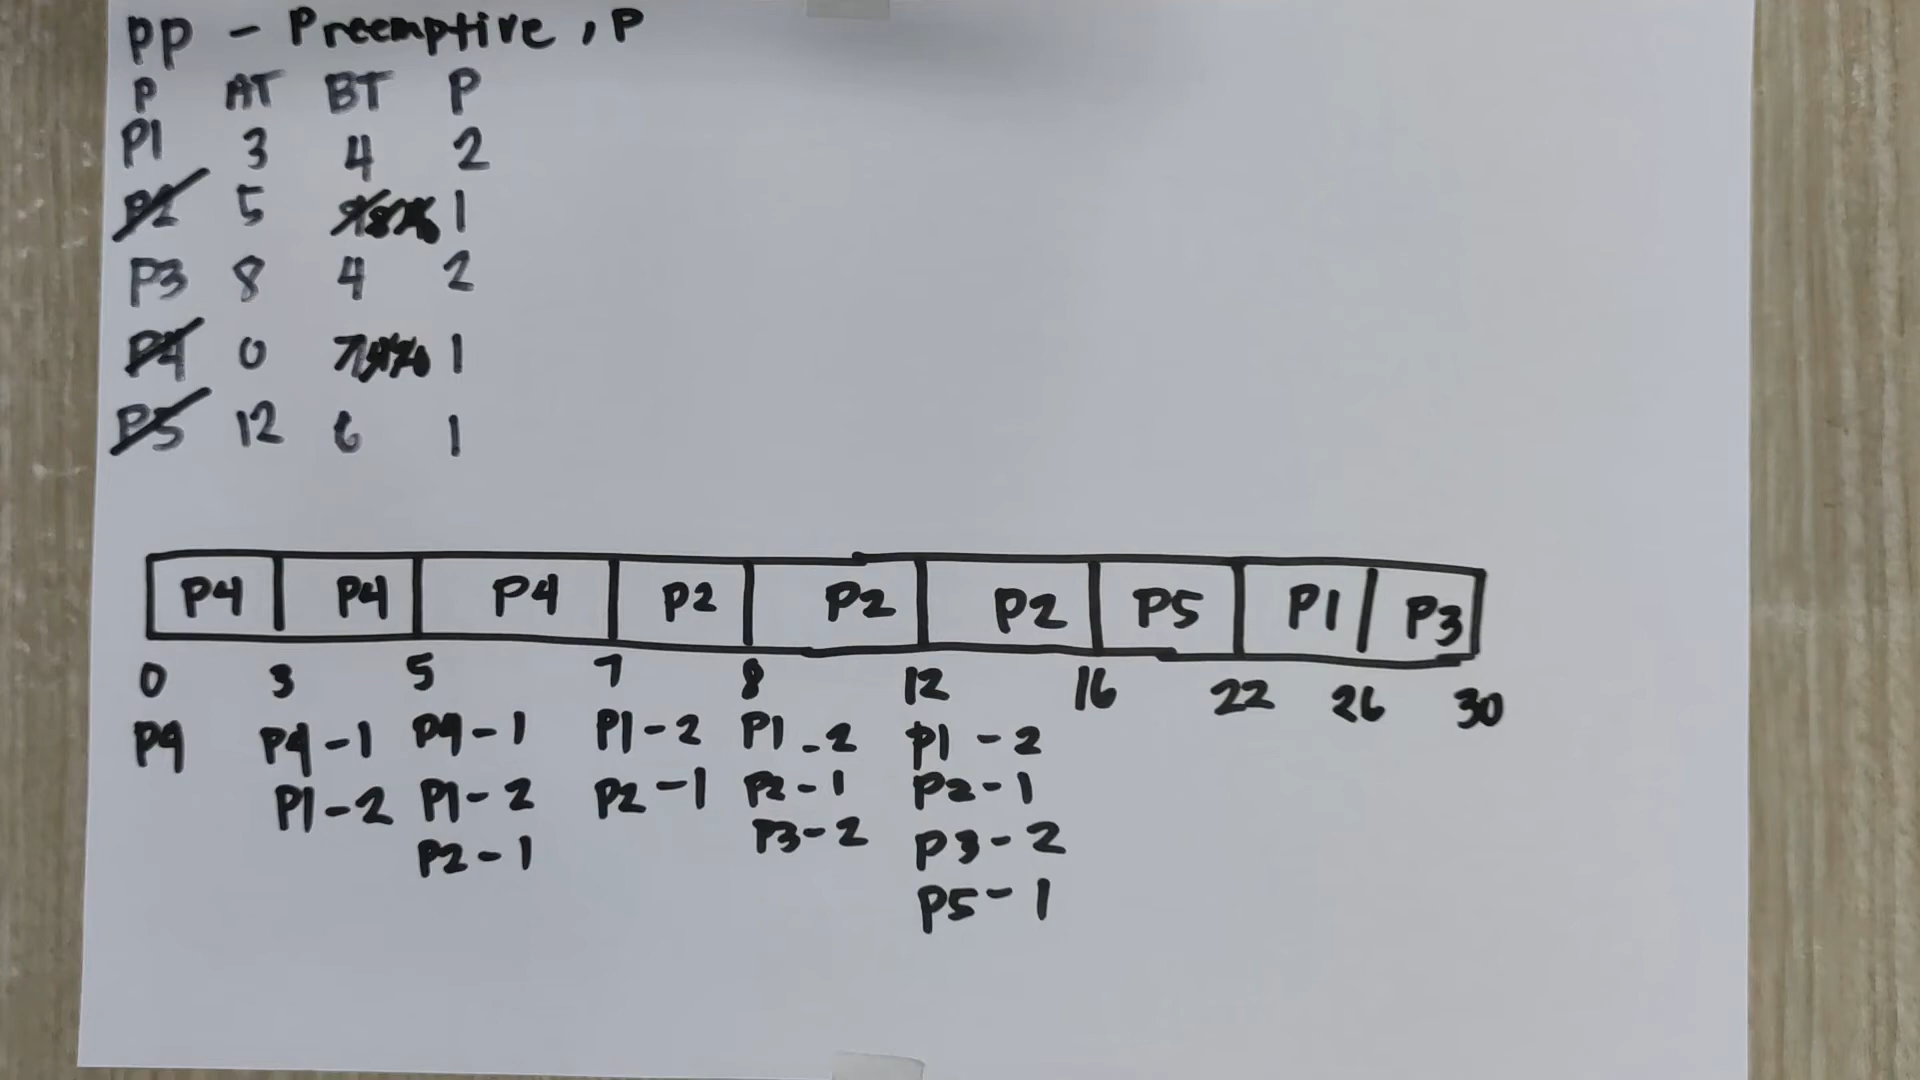 PP - Preemptive, P
P AT BT P
P1 3 4 2
P2 5 1
P3 8 4 2
P4 0 7 1
P5 12 6 1
P4 P4 P4 P2 P2 P2 P5 P1 P3
0 3 5 7 8 12 16 22 26 30
P4 P4-1 P4-1 P1-2 P1-2 P1-2
P1-2 P1-2 P2-1 P2-1 P2-1
P2-1 P3-2 P3-2
P5-1